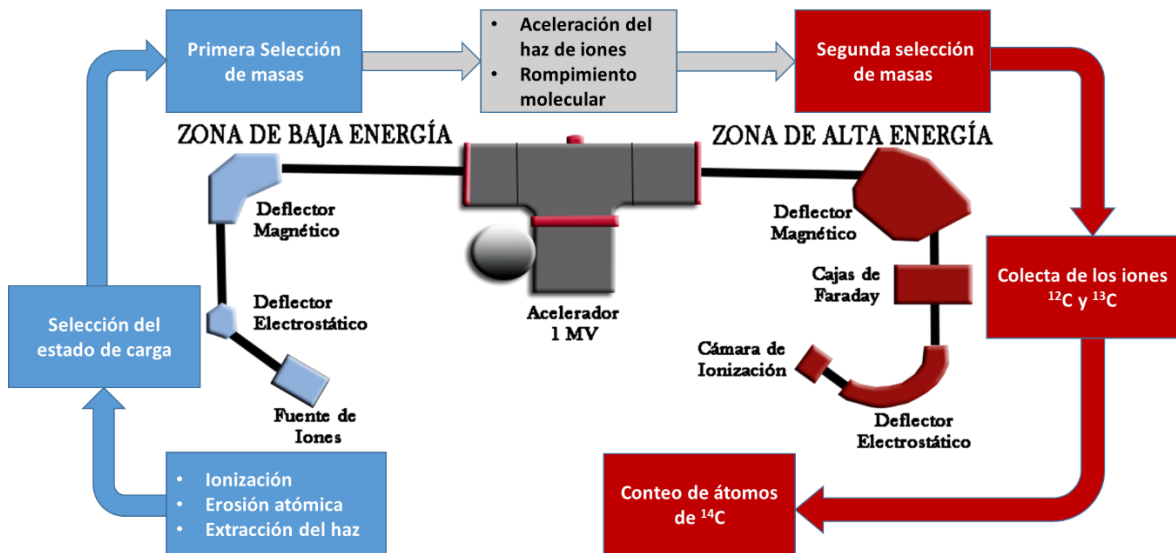 Primera Selección
de masas
• Aceleración del
haz de iones
• Rompimiento
molecular
Segunda selección
de masas
ZONA DE BAJA ENERGÍA
ZONA DE ALTA ENERGÍA
Deflector
Magnético
Deflector
Magnético
Selección del
estado de carga
Deflector
Electrostático
Acelerador
1 MV
Cajas de
Faraday
Colecta de los iones
¹²C y ¹³C
Cámara de
Ionización
Fuente de
Iones
Deflector
Electrostático
• Ionización
• Erosión atómica
• Extracción del haz
Conteo de átomos
de ¹⁴C